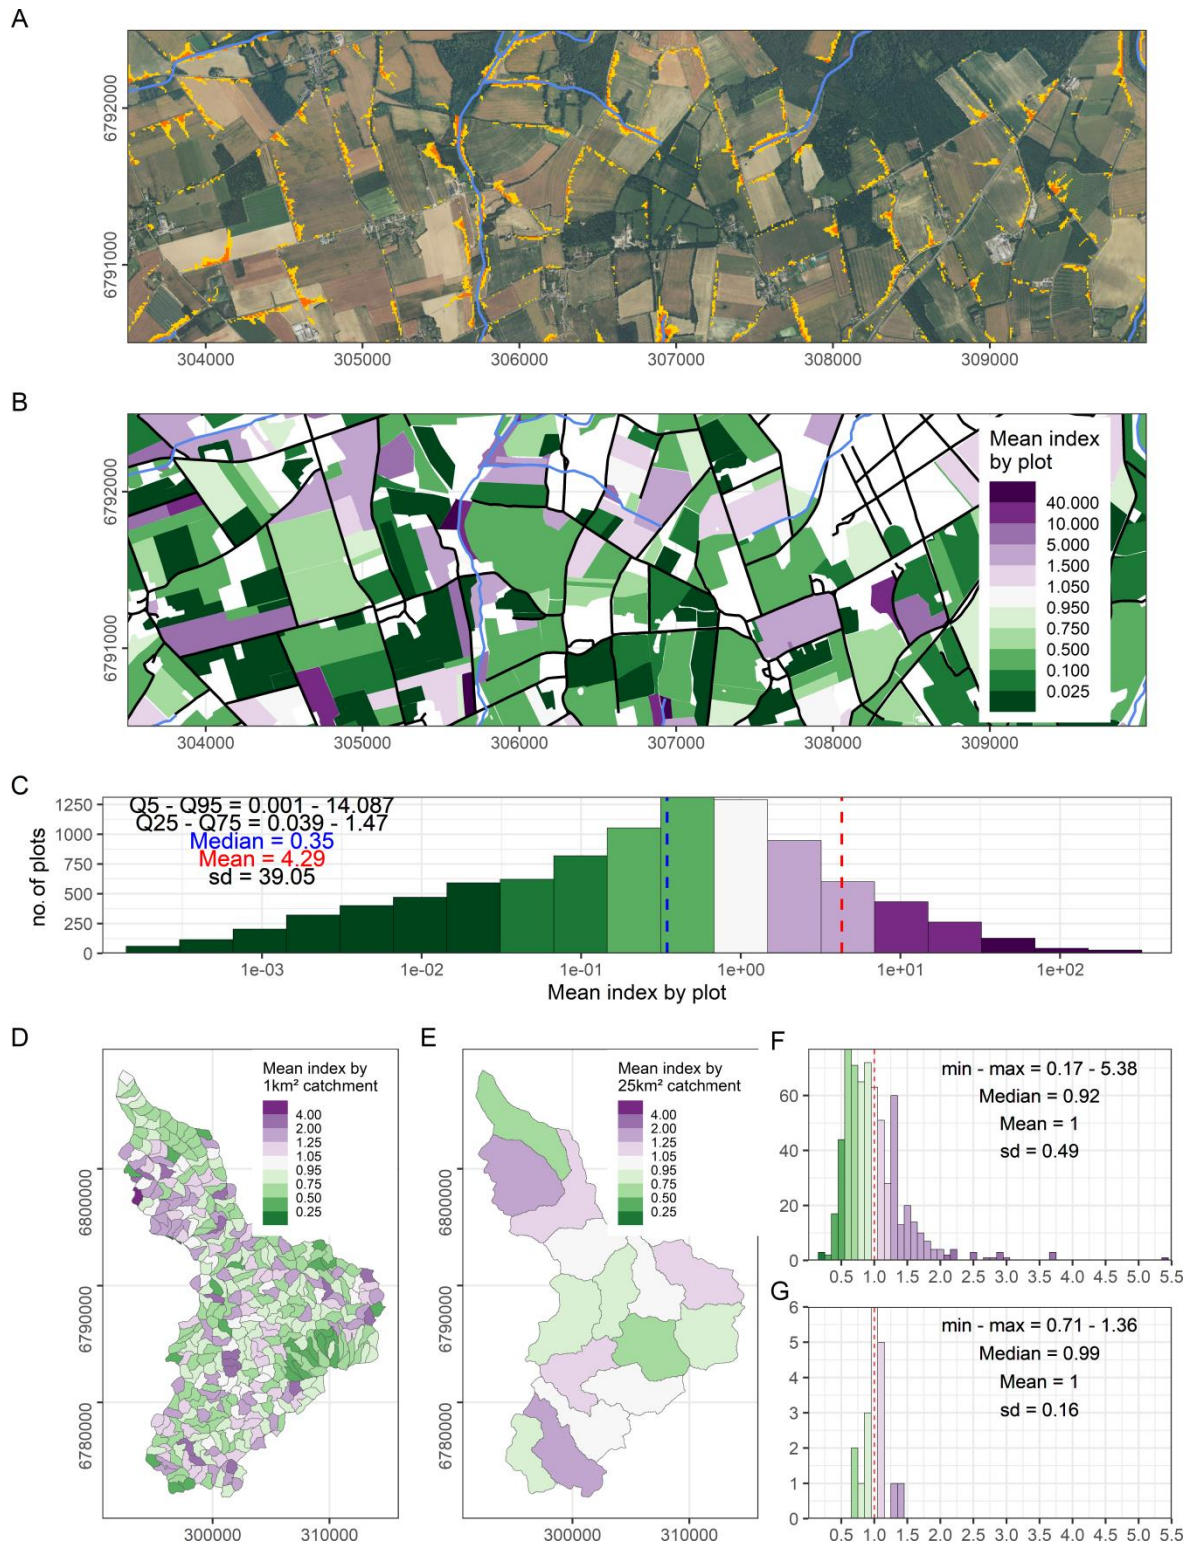 A
6792000
6791000
304000 305000 306000 307000 308000 309000
B
Mean index
by plot
40.000
10.000
5.000
1.500
1.050
0.950
0.750
0.500
0.100
0.025
6792000
6791000
304000 305000 306000 307000 308000 309000
C
Q5 - Q95 = 0.001 - 14.087
Q25 - Q75 = 0.039 - 1.47
Median = 0.35
Mean = 4.29
sd = 39.05
no. of plots
1250
1000
750
500
250
0
1e-03 1e-02 1e-01 1e+00 1e+01 1e+02
Mean index by plot
D
Mean index by
1km² catchment
4.00
2.00
1.25
1.05
0.95
0.75
0.50
0.25
6800000
6790000
6780000
300000 310000
E
Mean index by
25km² catchment
4.00
2.00
1.25
1.05
0.95
0.75
0.50
0.25
6800000
6790000
6780000
300000 310000
F
min - max = 0.17 - 5.38
Median = 0.92
Mean = 1
sd = 0.49
60
40
20
0
0.5 1.0 1.5 2.0 2.5 3.0 3.5 4.0 4.5 5.0 5.5
G
min - max = 0.71 - 1.36
Median = 0.99
Mean = 1
sd = 0.16
6
5
4
3
2
1
0
0.5 1.0 1.5 2.0 2.5 3.0 3.5 4.0 4.5 5.0 5.5